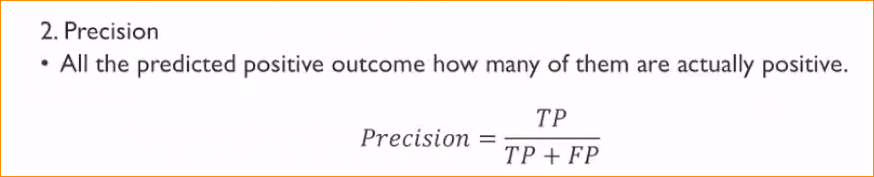 2. Precision
• All the predicted positive outcome how many of them are actually positive.
Precision = TP / (TP + FP)